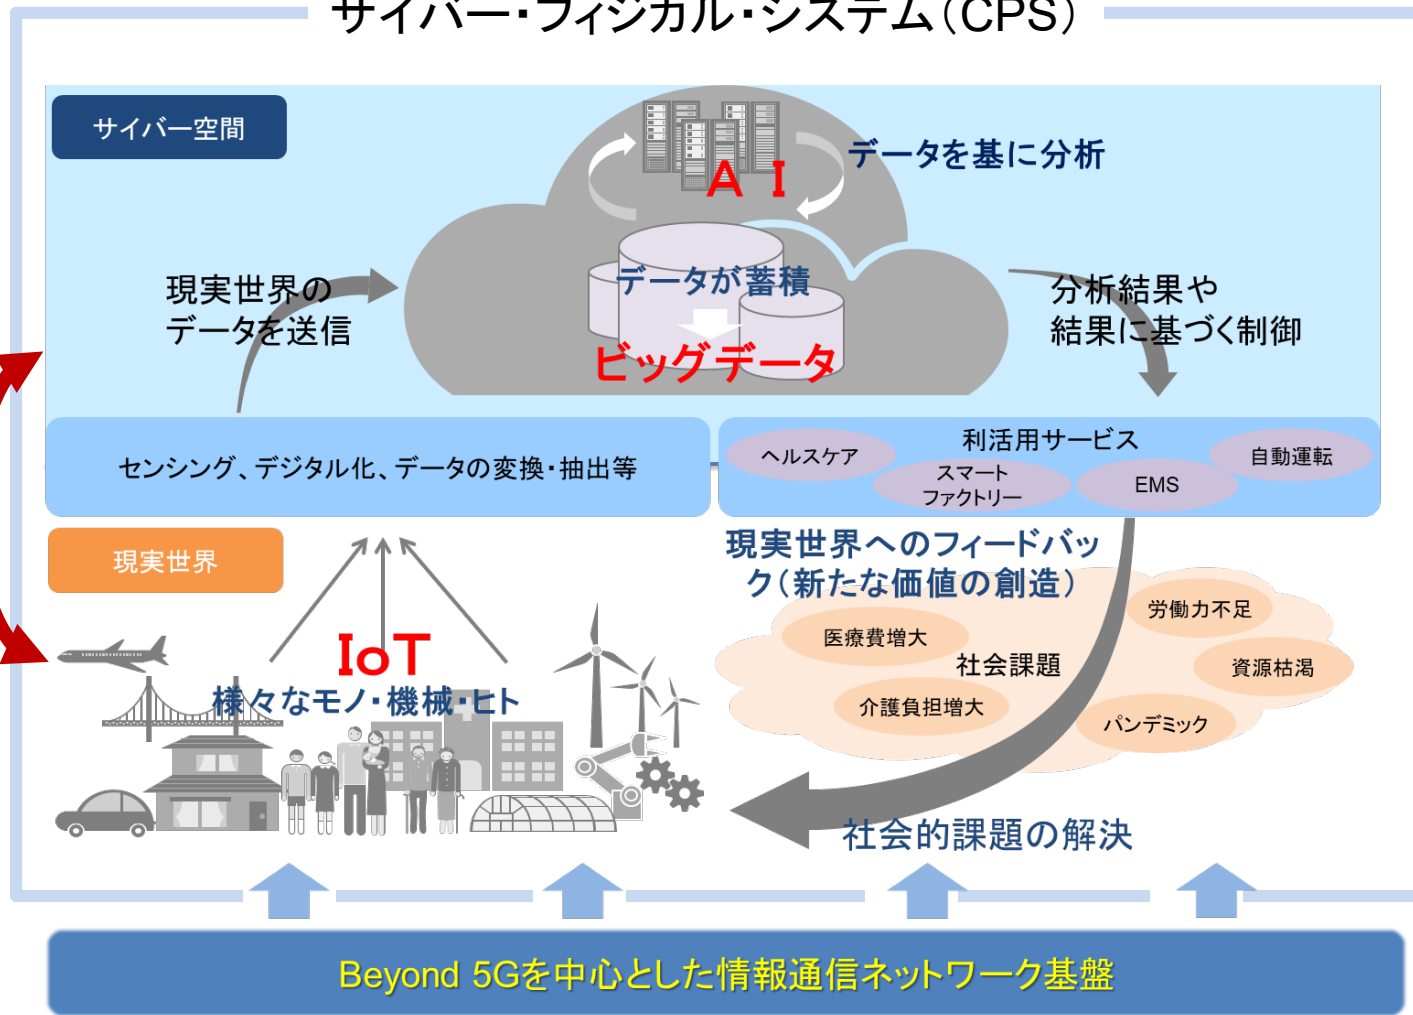 サイバー・フィジカル・システム（CPS）
サイバー空間
データを基に分析
ＡＩ
現実世界の
データを送信
データが蓄積
ビッグデータ
分析結果や
結果に基づく制御
センシング、デジタル化、データの変換・抽出等
利活用サービス
ヘルスケア
スマート
ファクトリー
EMS
自動運転
現実世界
現実世界へのフィードバッ
ク（新たな価値の創造）
IoT
様々なモノ・機械・ヒト
医療費増大
社会課題
介護負担増大
労働力不足
資源枯渇
パンデミック
社会的課題の解決
Beyond 5Gを中心とした情報通信ネットワーク基盤